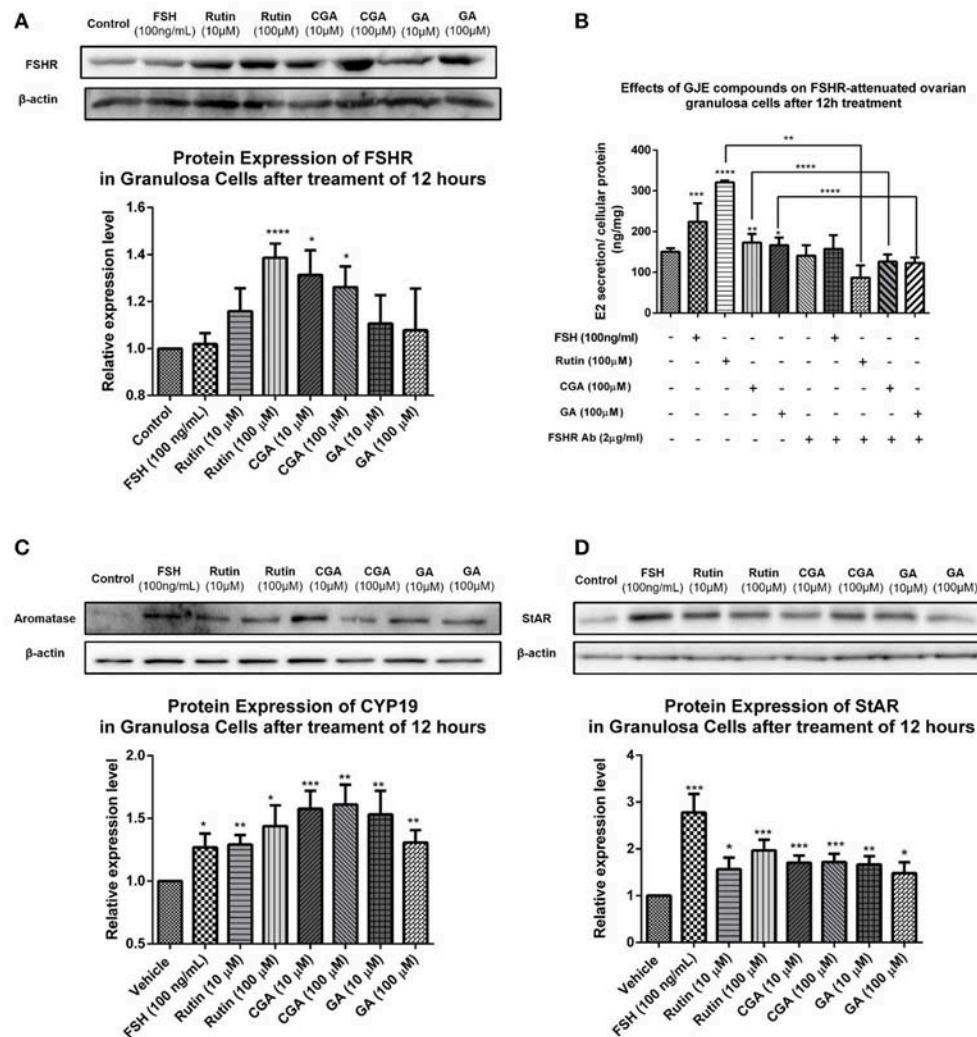 A
Control FSH Rutin Rutin CGA CGA GA GA
(100ng/mL) (10μM) (100μM) (10μM) (100μM) (10μM) (100μM)
FSHR
β-actin
Protein Expression of FSHR
in Granulosa Cells after treament of 12 hours
Relative expression level
1.6
1.4
1.2
1.0
0.8
**** * *
Control
FSH (100 ng/mL)
Rutin (10 μM)
Rutin (100 μM)
CGA (10 μM)
CGA (100 μM)
GA (10 μM)
GA (100 μM)
B
Effects of GJE compounds on FSHR-attenuated ovarian
granulosa cells after 12h treatment
E2 secretion/ cellular protein
(ng/mg)
400
300
200
100
0
**
****
****
*** **** ** *
FSH (100ng/ml) - + - - - - + - - -
Rutin (100μM) - - + - - - - + - -
CGA (100μM) - - - + - - - - + -
GA (100μM) - - - - + - - - - +
FSHR Ab (2μg/ml) - - - - - + + + + +
C
Control FSH Rutin Rutin CGA CGA GA GA
(100ng/mL) (10μM) (100μM) (10μM) (100μM) (10μM) (100μM)
Aromatase
β-actin
Protein Expression of CYP19
in Granulosa Cells after treament of 12 hours
Relative expression level
2.0
1.5
1.0
0.5
* ** * *** ** ** **
Vehicle
FSH (100 ng/mL)
Rutin (10 μM)
Rutin (100 μM)
CGA (10 μM)
CGA (100 μM)
GA (10 μM)
GA (100 μM)
D
Control FSH Rutin Rutin CGA CGA GA GA
(100ng/mL) (10μM) (100μM) (10μM) (100μM) (10μM) (100μM)
StAR
β-actin
Protein Expression of StAR
in Granulosa Cells after treament of 12 hours
Relative expression level
4
3
2
1
0
*** * *** *** *** ** *
Vehicle
FSH (100 ng/mL)
Rutin (10 μM)
Rutin (100 μM)
CGA (10 μM)
CGA (100 μM)
GA (10 μM)
GA (100 μM)